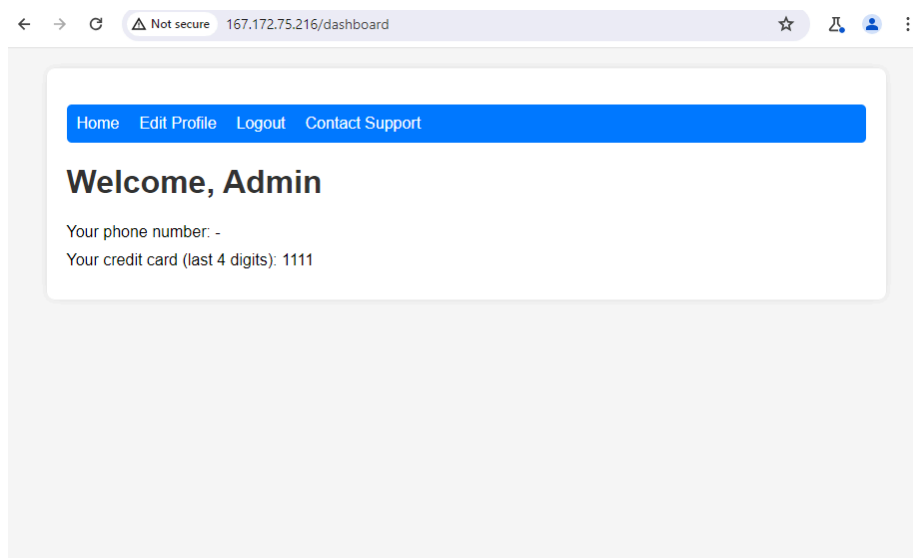 Not secure 167.172.75.216/dashboard
Home Edit Profile Logout Contact Support
Welcome, Admin
Your phone number: -
Your credit card (last 4 digits): 1111